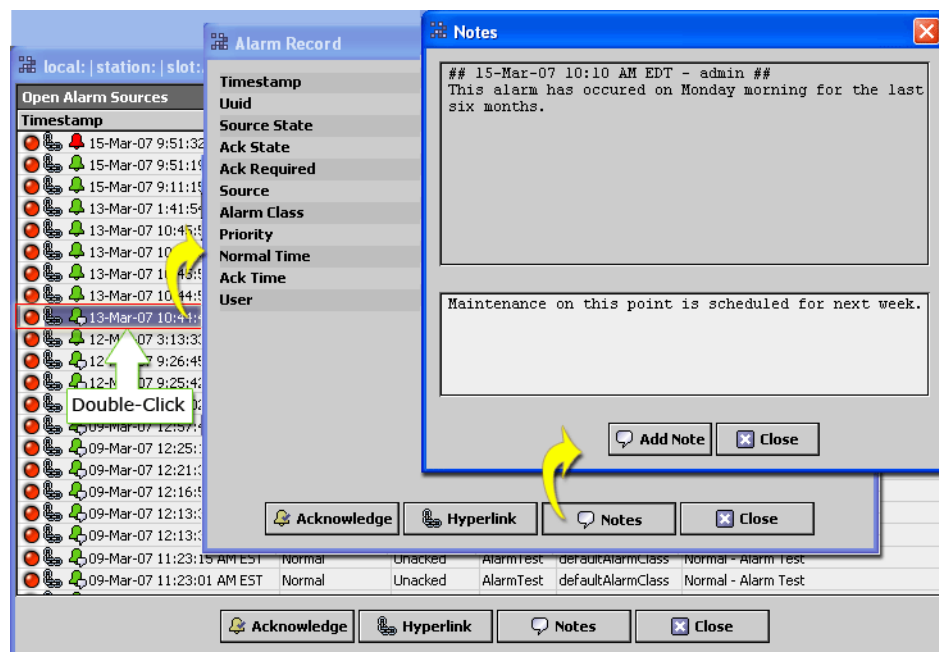 local: | station: | slot:
Open Alarm Sources
Timestamp
15-Mar-07 9:51:32
15-Mar-07 9:51:19
15-Mar-07 9:11:15
13-Mar-07 1:41:54
13-Mar-07 10:45:5
13-Mar-07 10
13-Mar-07 10:45:5
13-Mar-07 10:44:5
13-Mar-07 10:44:4
12-M 07 3:13:33
12- 7 9:26:45
12-M 07 9:25:42
Double-Click
09-Mar-07 12:57:4
09-Mar-07 12:25:
09-Mar-07 12:21:3
09-Mar-07 12:16:5
09-Mar-07 12:13:
09-Mar-07 12:13:
09-Mar-07 11:23:15 AM EST Normal Unacked AlarmTest defaultAlarmClass Normal - Alarm Test
09-Mar-07 11:23:01 AM EST Normal Unacked AlarmTest defaultAlarmClass Normal - Alarm Test
Acknowledge Hyperlink Notes Close
Alarm Record
Timestamp
Uuid
Source State
Ack State
Ack Required
Source
Alarm Class
Priority
Normal Time
Ack Time
User
Acknowledge Hyperlink Notes Close
Notes
## 15-Mar-07 10:10 AM EDT - admin ##
This alarm has occured on Monday morning for the last
six months.
Maintenance on this point is scheduled for next week.
Add Note Close